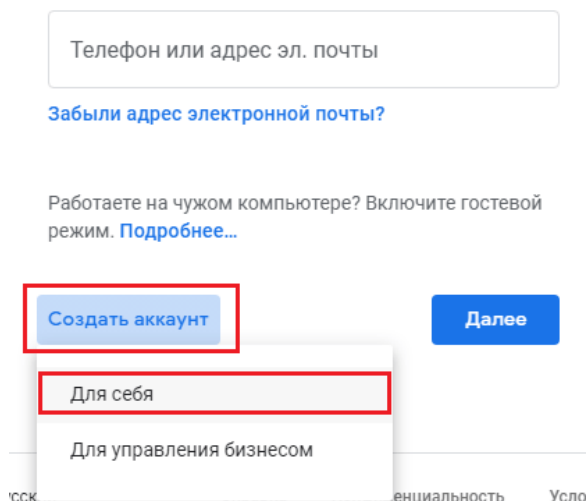 Телефон или адрес эл. почты
Забыли адрес электронной почты?
Работаете на чужом компьютере? Включите гостевой
режим. Подробнее...
Создать аккаунт
Далее
Для себя
Для управления бизнесом